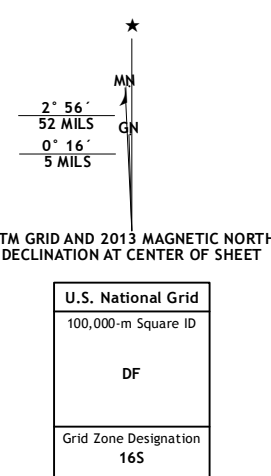 ★
MN
2° 56´
52 MILS
GN
0° 16´
5 MILS
TM GRID AND 2013 MAGNETIC NORTH
DECLINATION AT CENTER OF SHEET
U.S. National Grid
100,000-m Square ID
DF
Grid Zone Designation
16S